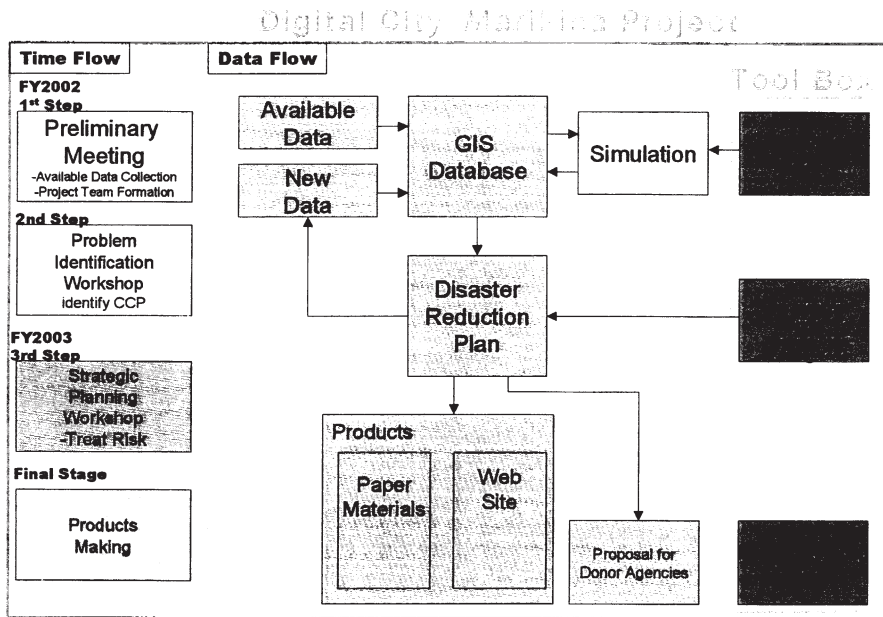 Digital City Marikina Project
Time Flow
Data Flow
Tool Box
FY2002
1st Step
Preliminary
Meeting
-Available Data Collection
-Project Team Formation
2nd Step
Problem
Identification
Workshop
identify CCP
FY2003
3rd Step
Strategic
Planning
Workshop
-Treat Risk
Final Stage
Products
Making
Available
Data
New
Data
GIS
Database
Simulation
Disaster
Reduction
Plan
Products
Paper
Materials
Web
Site
Proposal for
Donor Agencies